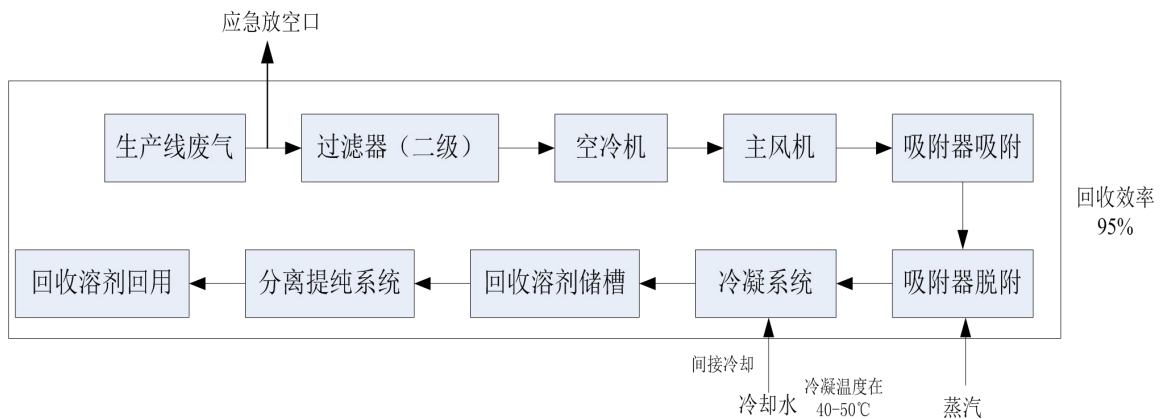 应急放空口
生产线废气
过滤器（二级）
空冷机
主风机
吸附器吸附
回收效率
95%
回收溶剂回用
分离提纯系统
回收溶剂储槽
冷凝系统
吸附器脱附
间接冷却
冷却水
冷凝温度在
40-50℃
蒸汽